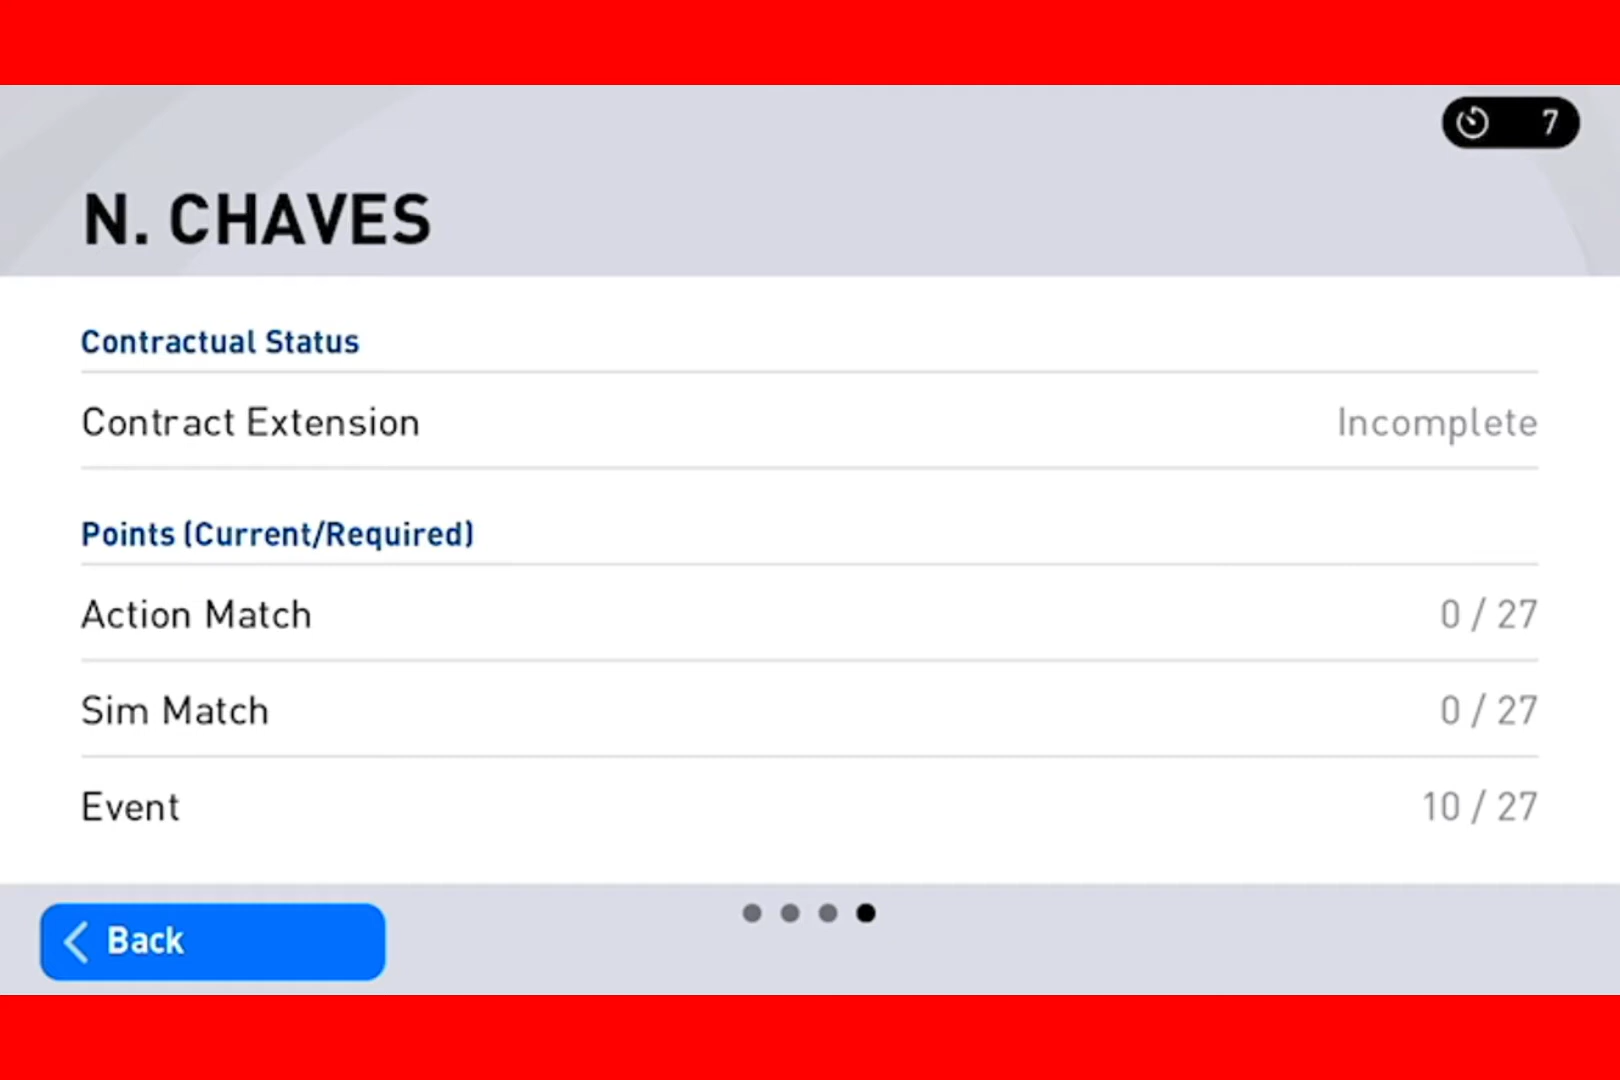 7
N. CHAVES
Contractual Status
Contract Extension Incomplete
Points (Current/Required)
Action Match 0 / 27
Sim Match 0 / 27
Event 10 / 27
Back